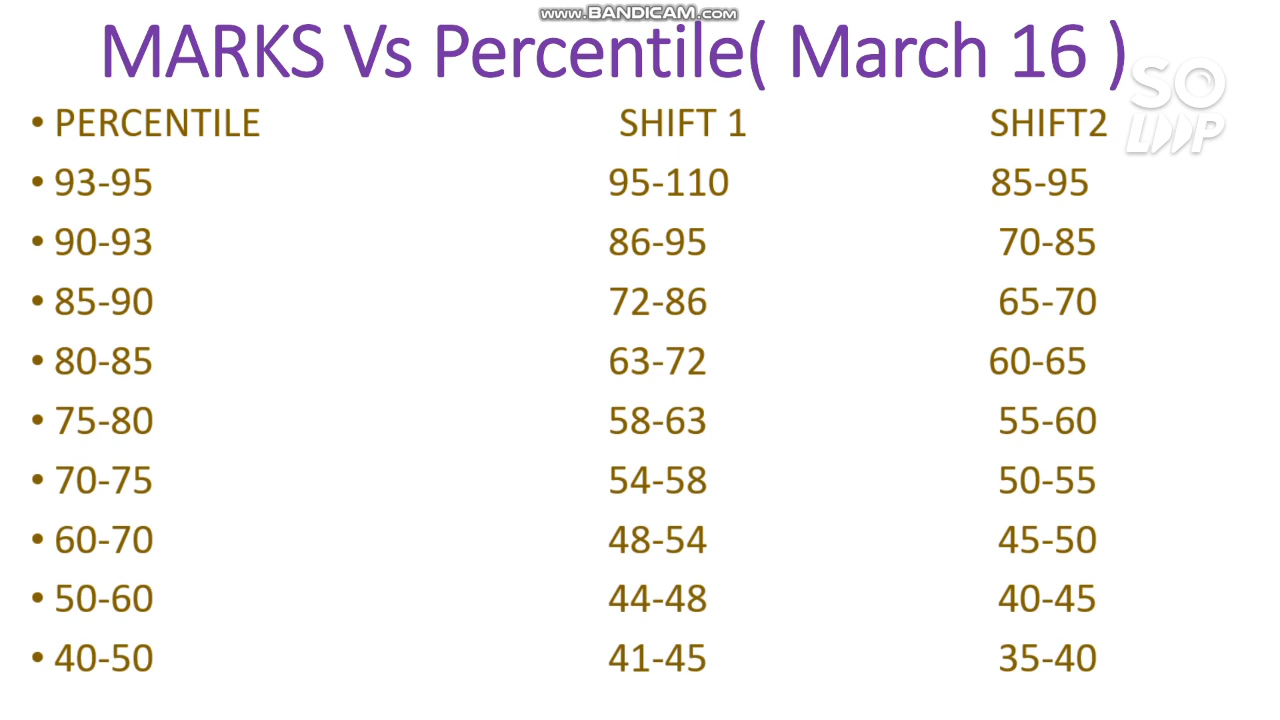 www.BANDICAM.com
MARKS Vs Percentile( March 16 )
SO
LOOP
• PERCENTILE SHIFT 1 SHIFT2
• 93-95 95-110 85-95
• 90-93 86-95 70-85
• 85-90 72-86 65-70
• 80-85 63-72 60-65
• 75-80 58-63 55-60
• 70-75 54-58 50-55
• 60-70 48-54 45-50
• 50-60 44-48 40-45
• 40-50 41-45 35-40